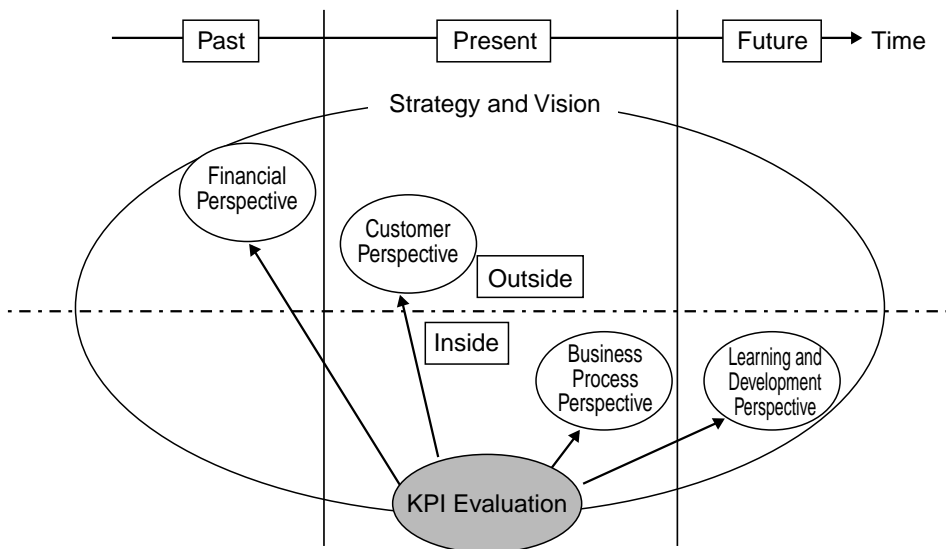 Past
Present
Future
Time
Strategy and Vision
Financial
Perspective
Customer
Perspective
Outside
Inside
Business
Process
Perspective
Learning and
Development
Perspective
KPI Evaluation